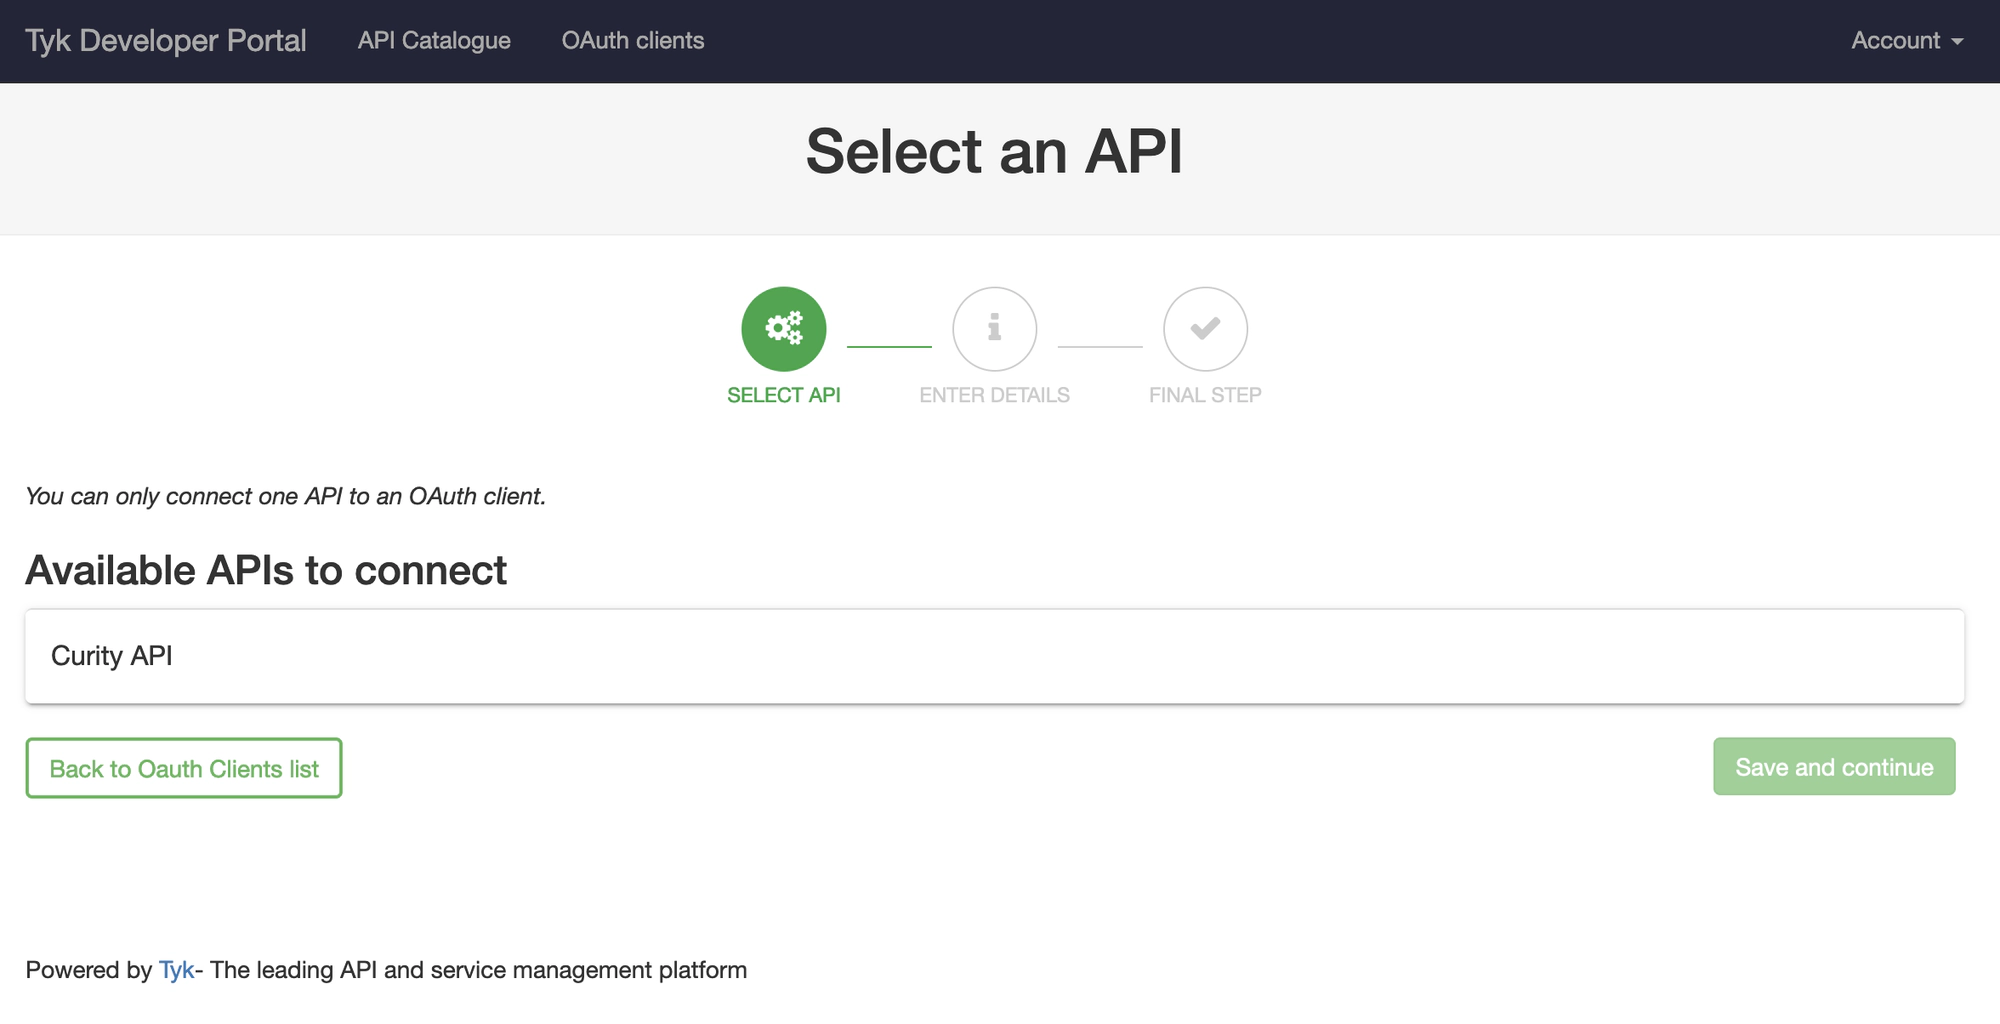 Tyk Developer Portal API Catalogue OAuth clients Account
Select an API
SELECT API ENTER DETAILS FINAL STEP
You can only connect one API to an OAuth client.
Available APIs to connect
Curity API
Back to Oauth Clients list Save and continue
Powered by Tyk- The leading API and service management platform